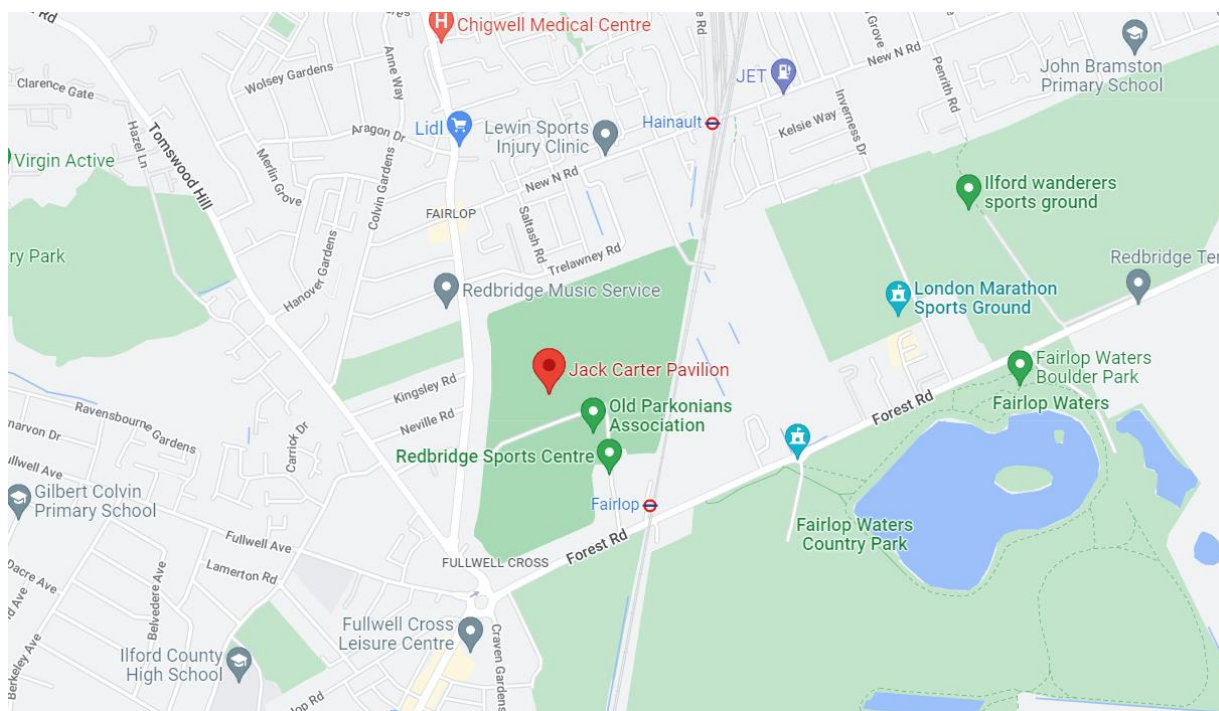 Rd
Chigwell Medical Centre
Clarence Gate
Wolsey Gardens
Anne Way
JET
New N Rd
John Bramston
Primary School
Penrith Rd
Hazel Ln
Tomswood Hill
Aragon Dr
Lidl
Lewin Sports
Injury Clinic
Hainault
Kelsie Way
Inverness Dr
Virgin Active
Merlin Grove
Colvin Gardens
New N Rd
Ilford wanderers
sports ground
FAIRLOP
Saltash Rd
Hanover Gardens
Trelawney Rd
ry Park
Redbridge Music Service
Redbridge Ter
London Marathon
Sports Ground
Jack Carter Pavilion
Fairlop Waters
Boulder Park
Kingsley Rd
Fairlop Waters
Forest Rd
Ravensbourne Gardens
Neville Rd
Old Parkonians
Association
narvon Dr
Carrick Dr
Redbridge Sports Centre
ullwell Ave
Gilbert Colvin
Primary School
Fairlop
Fairlop Waters
Country Park
Fullwell Ave
Forest Rd
FULLWELL CROSS
Dacre Ave
Lamerton Rd
Belvedere Ave
Fullwell Cross
Leisure Centre
Craven Gardens
Ilford County
High School
Berkeley Ave
lop Rd